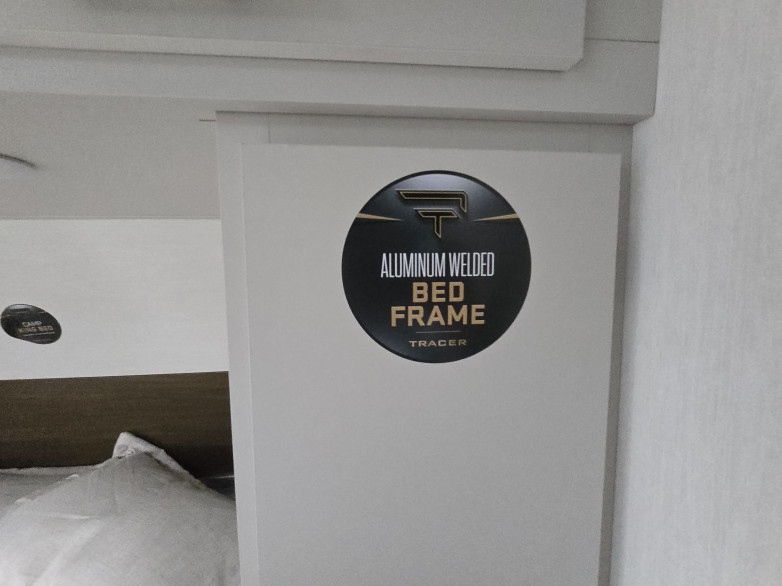 ALUMINUM WELDED
BED
FRAME
TRACER
CAMP
KING BED